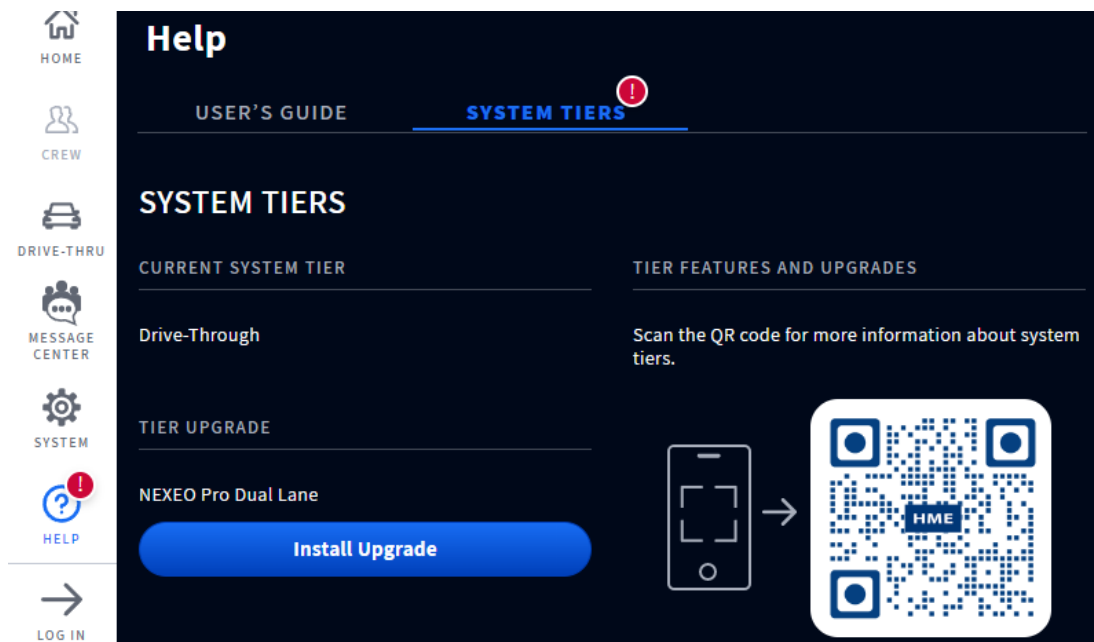 HOME
CREW
DRIVE-THRU
MESSAGE
CENTER
SYSTEM
!
?
HELP
LOG IN
Help
USER’S GUIDE
SYSTEM TIERS
!
SYSTEM TIERS
CURRENT SYSTEM TIER
Drive-Through
TIER UPGRADE
NEXEO Pro Dual Lane
Install Upgrade
TIER FEATURES AND UPGRADES
Scan the QR code for more information about system
tiers.
HME